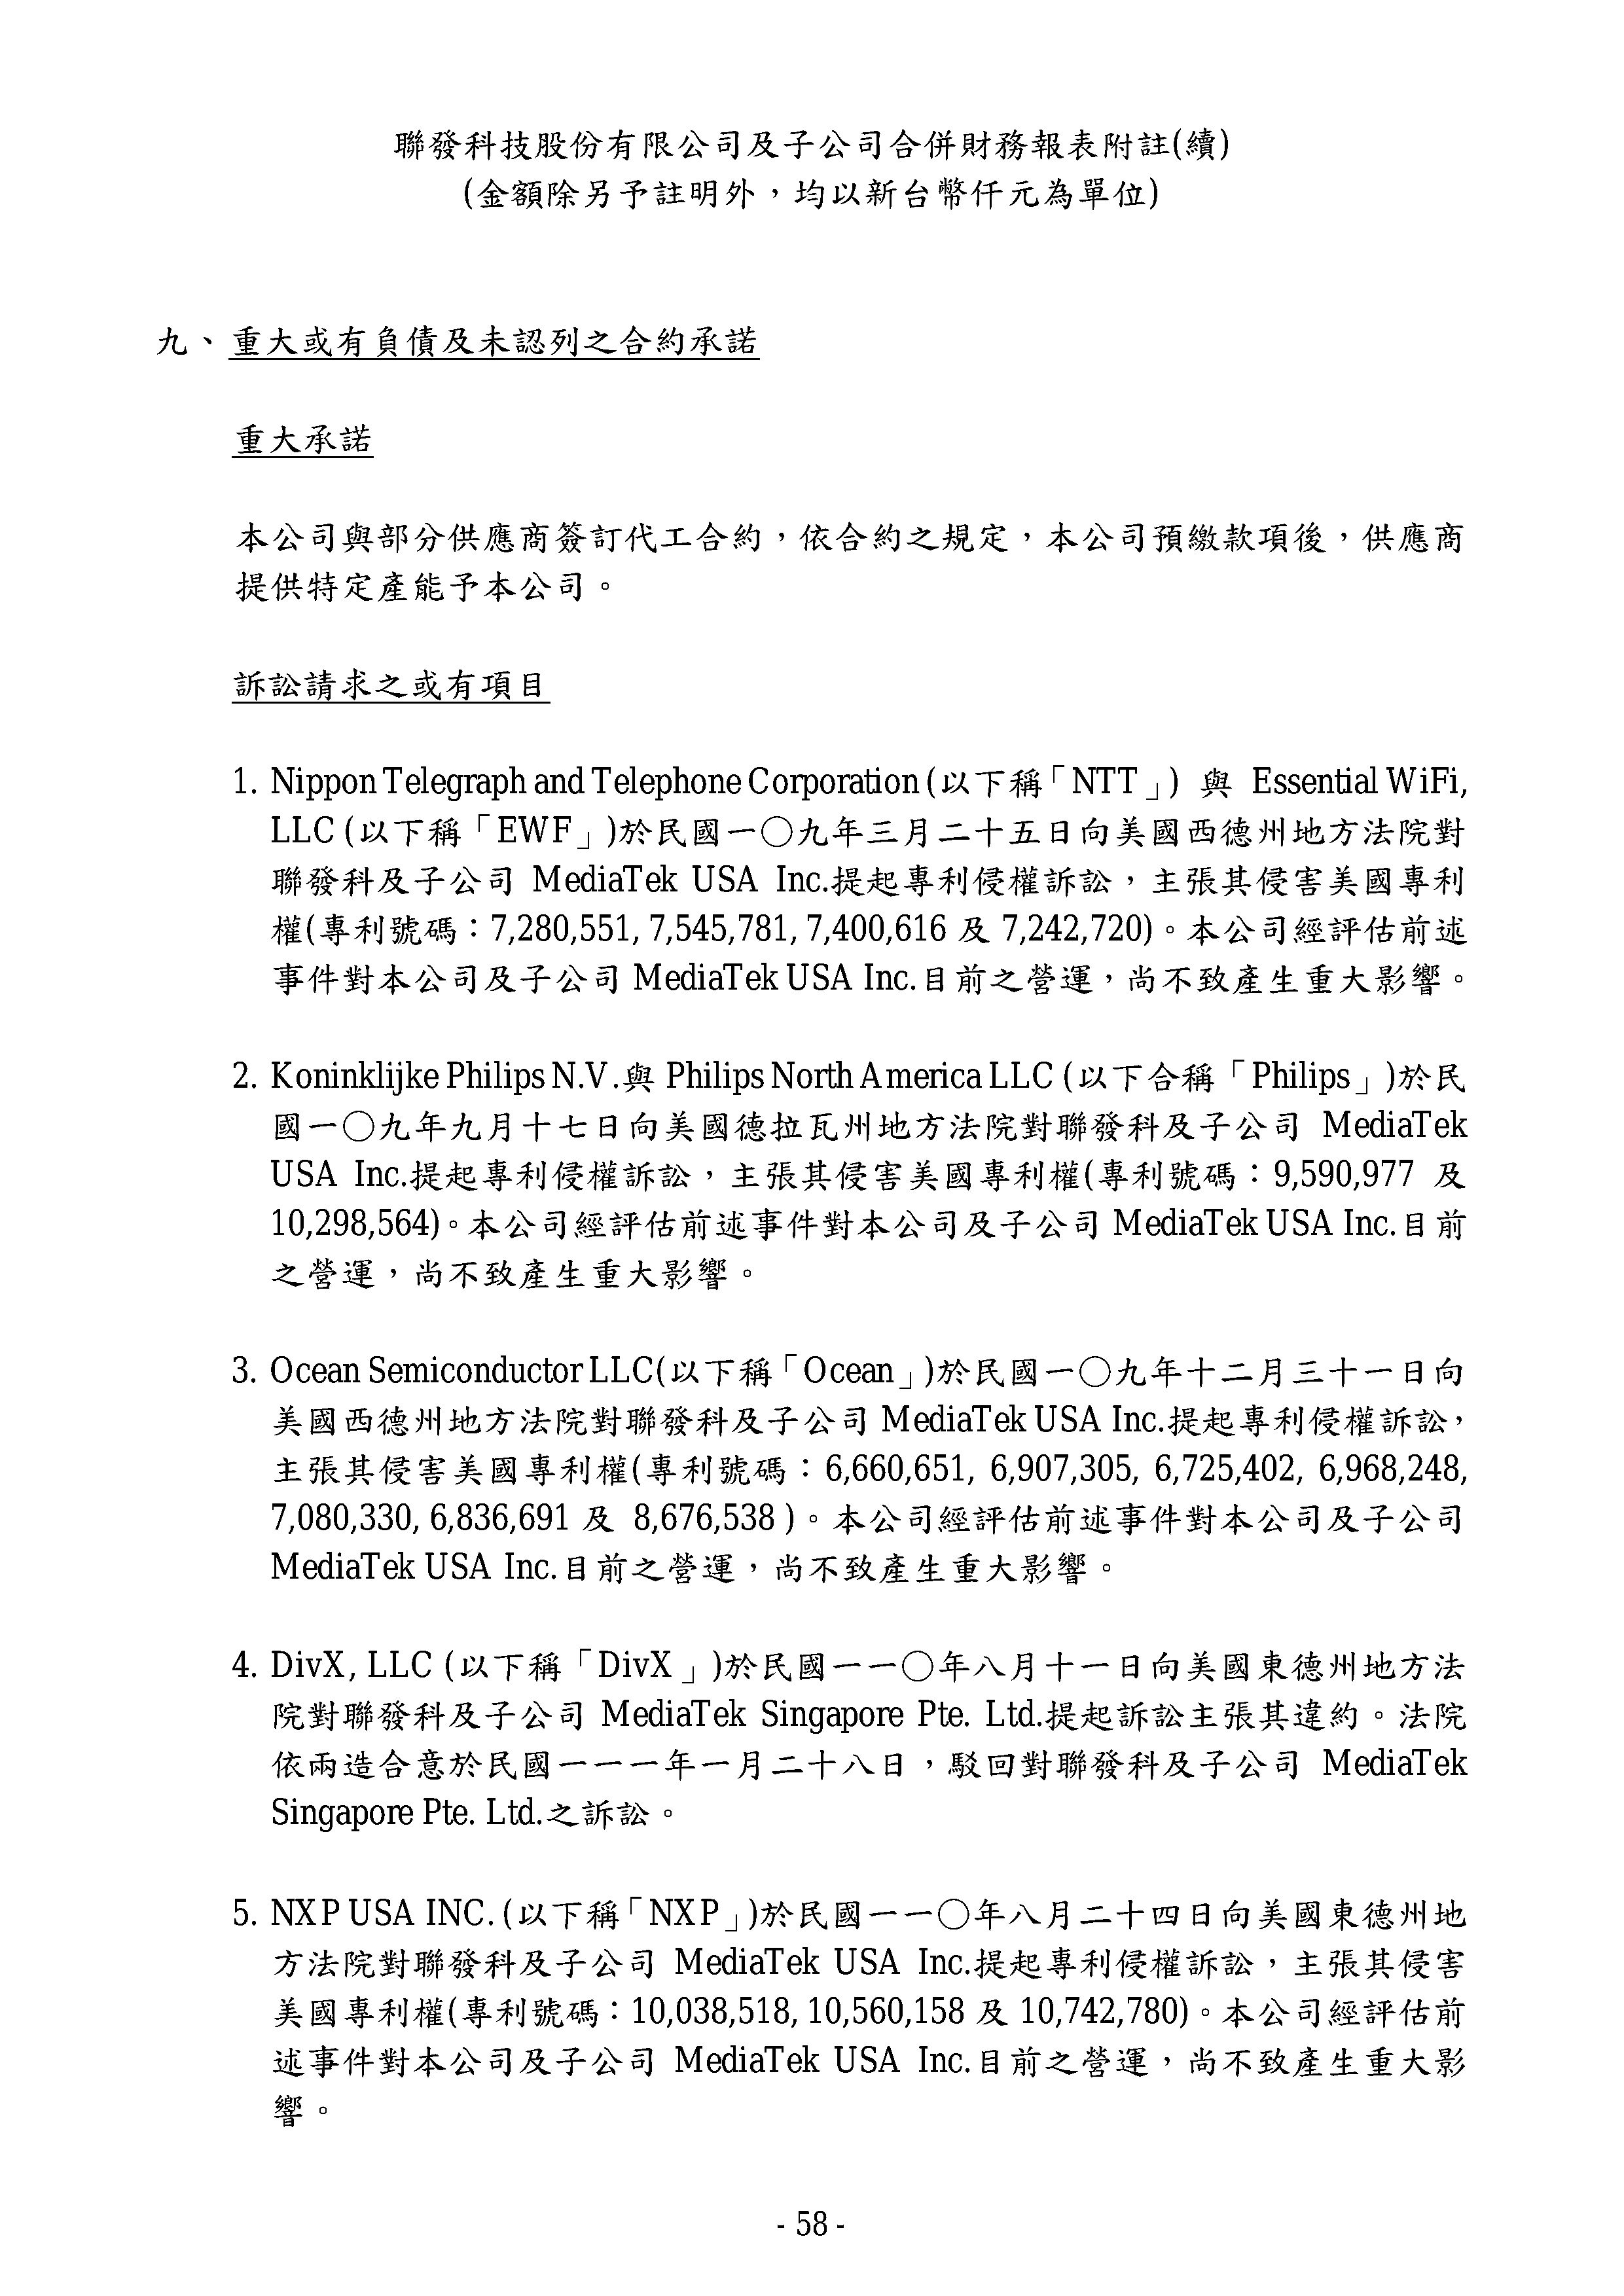 聯發科技股份有限公司及子公司合併財務報表附註(續)
(金額除另予註明外，均以新台幣仟元為單位)
九、重大或有負債及未認列之合約承諾
重大承諾
本公司與部分供應商簽訂代工合約，依合約之規定，本公司預繳款項後，供應商
提供特定產能予本公司。
訴訟請求之或有項目
1. Nippon Telegraph and Telephone Corporation (以下稱「NTT」) 與 Essential WiFi,
LLC (以下稱「EWF」)於民國一〇九年三月二十五日向美國西德州地方法院對
聯發科及子公司 MediaTek USA Inc.提起專利侵權訴訟，主張其侵害美國專利
權(專利號碼：7,280,551, 7,545,781, 7,400,616 及 7,242,720)。本公司經評估前述
事件對本公司及子公司 MediaTek USA Inc.目前之營運，尚不致產生重大影響。
2. Koninklijke Philips N.V.與 Philips North America LLC (以下合稱「Philips」)於民
國一〇九年九月十七日向美國德拉瓦州地方法院對聯發科及子公司 MediaTek
USA Inc.提起專利侵權訴訟，主張其侵害美國專利權(專利號碼：9,590,977 及
10,298,564)。本公司經評估前述事件對本公司及子公司 MediaTek USA Inc.目前
之營運，尚不致產生重大影響。
3. Ocean Semiconductor LLC(以下稱「Ocean」)於民國一〇九年十二月三十一日向
美國西德州地方法院對聯發科及子公司 MediaTek USA Inc.提起專利侵權訴訟，
主張其侵害美國專利權(專利號碼：6,660,651, 6,907,305, 6,725,402, 6,968,248,
7,080,330, 6,836,691 及 8,676,538 )。本公司經評估前述事件對本公司及子公司
MediaTek USA Inc.目前之營運，尚不致產生重大影響。
4. DivX, LLC (以下稱「DivX」)於民國一一〇年八月十一日向美國東德州地方法
院對聯發科及子公司 MediaTek Singapore Pte. Ltd.提起訴訟主張其違約。法院
依兩造合意於民國一一一年一月二十八日，駁回對聯發科及子公司 MediaTek
Singapore Pte. Ltd.之訴訟。
5. NXP USA INC. (以下稱「NXP」)於民國一一〇年八月二十四日向美國東德州地
方法院對聯發科及子公司 MediaTek USA Inc.提起專利侵權訴訟，主張其侵害
美國專利權(專利號碼：10,038,518, 10,560,158 及 10,742,780)。本公司經評估前
述事件對本公司及子公司 MediaTek USA Inc.目前之營運，尚不致產生重大影
響。
- 58 -